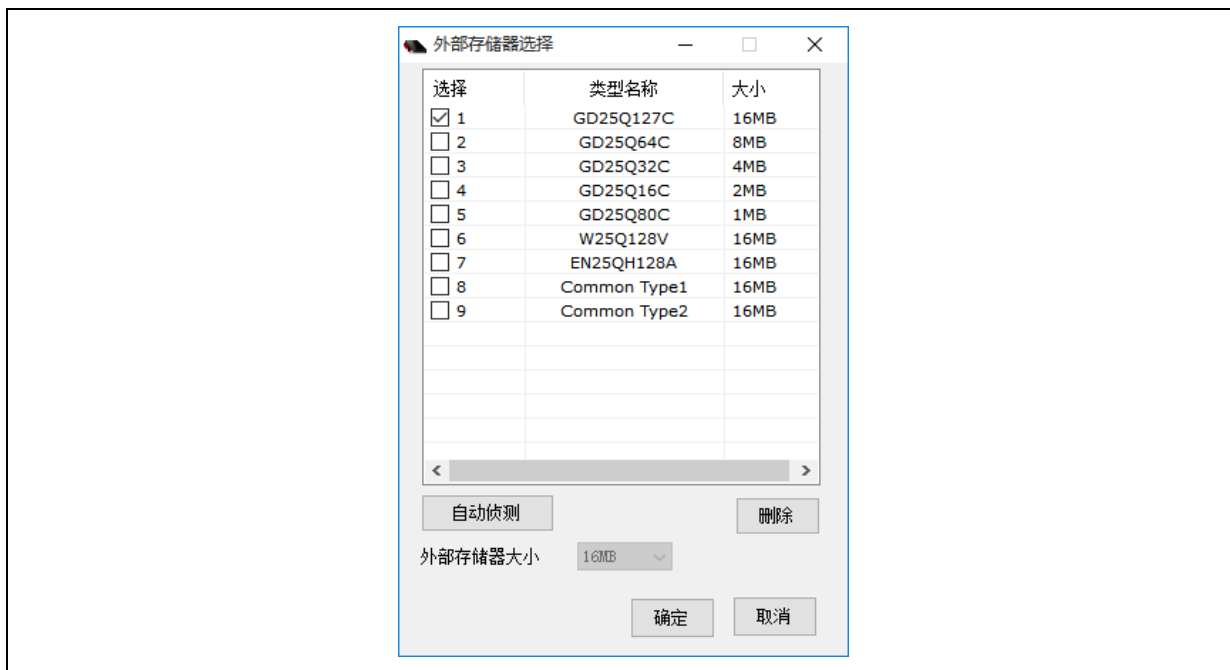 外部存储器选择
选择 类型名称 大小
1 GD25Q127C 16MB
2 GD25Q64C 8MB
3 GD25Q32C 4MB
4 GD25Q16C 2MB
5 GD25Q80C 1MB
6 W25Q128V 16MB
7 EN25QH128A 16MB
8 Common Type1 16MB
9 Common Type2 16MB
自动侦测 删除
外部存储器大小 16MB
确定 取消